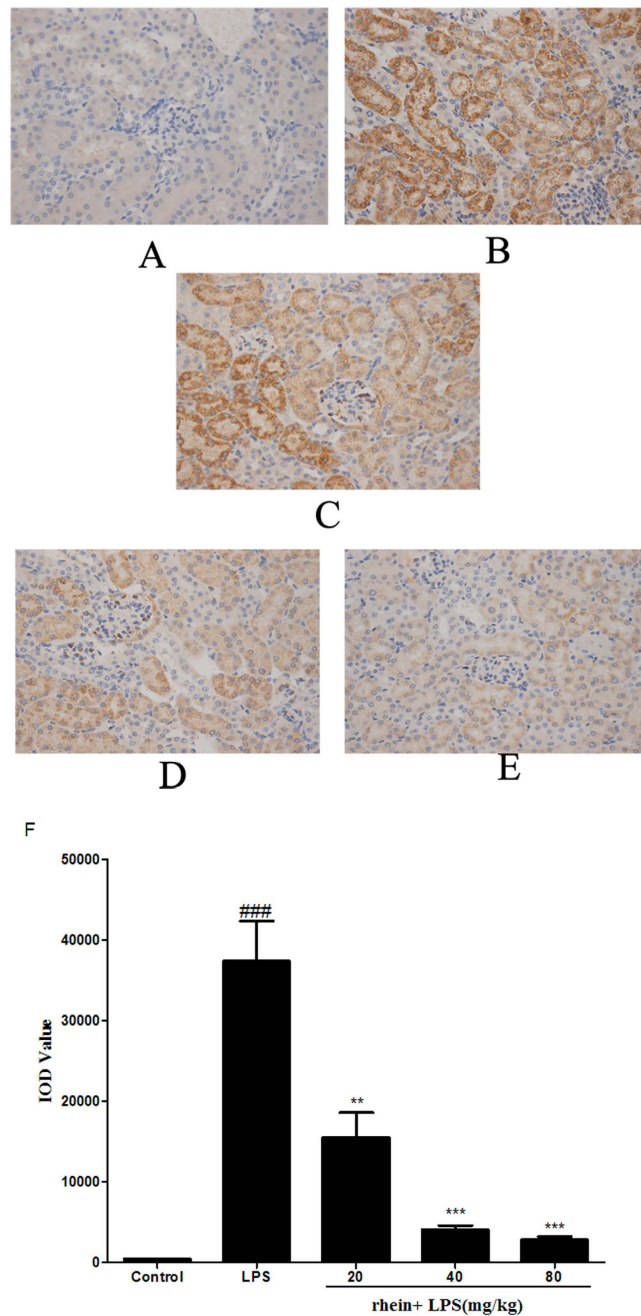 A
B
C
D
E
F
50000
40000
30000
20000
10000
0
IOD Value
###
**
***
***
Control
LPS
20
40
80
rhein+ LPS(mg/kg)